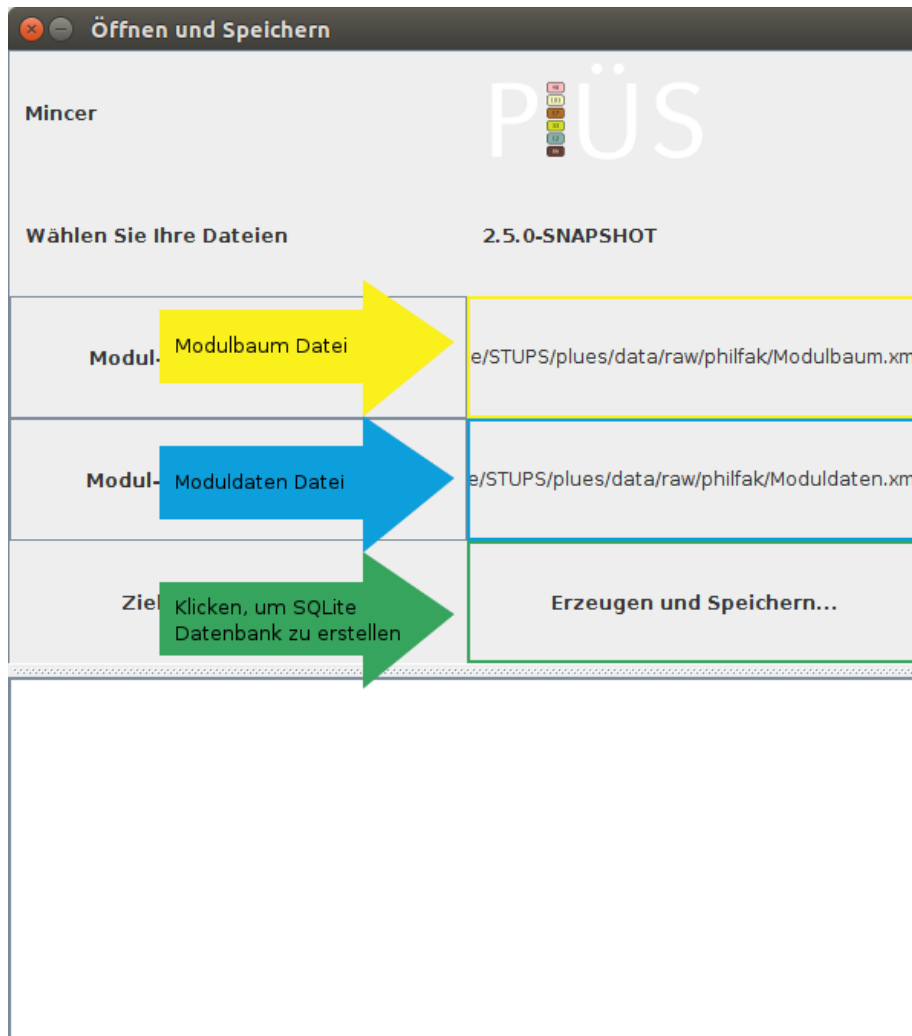 Öffnen und Speichern
Mincer
PÜS
Wählen Sie Ihre Dateien
2.5.0-SNAPSHOT
Modul-
Modulbaum Datei
e/STUPS/plues/data/raw/philfak/Modulbaum.xm
Modul-
Moduldaten Datei
e/STUPS/plues/data/raw/philfak/Moduldaten.xm
Ziel
Klicken, um SQLite
Datenbank zu erstellen
Erzeugen und Speichern...